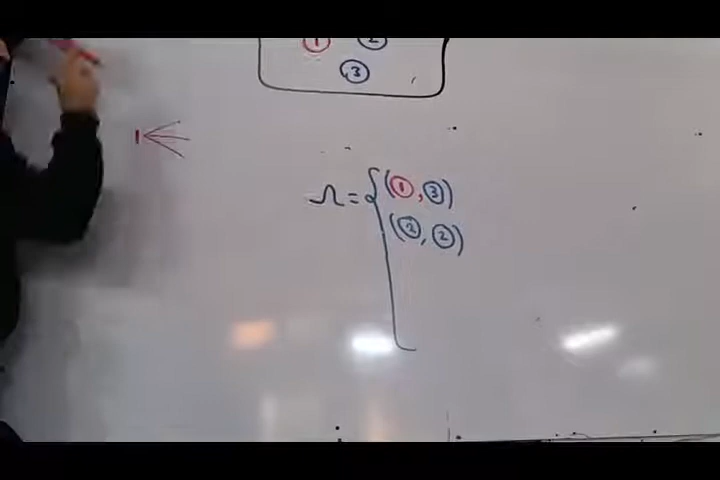 ① ②
③
1
Ω = { (①, ③)
(②, ②)